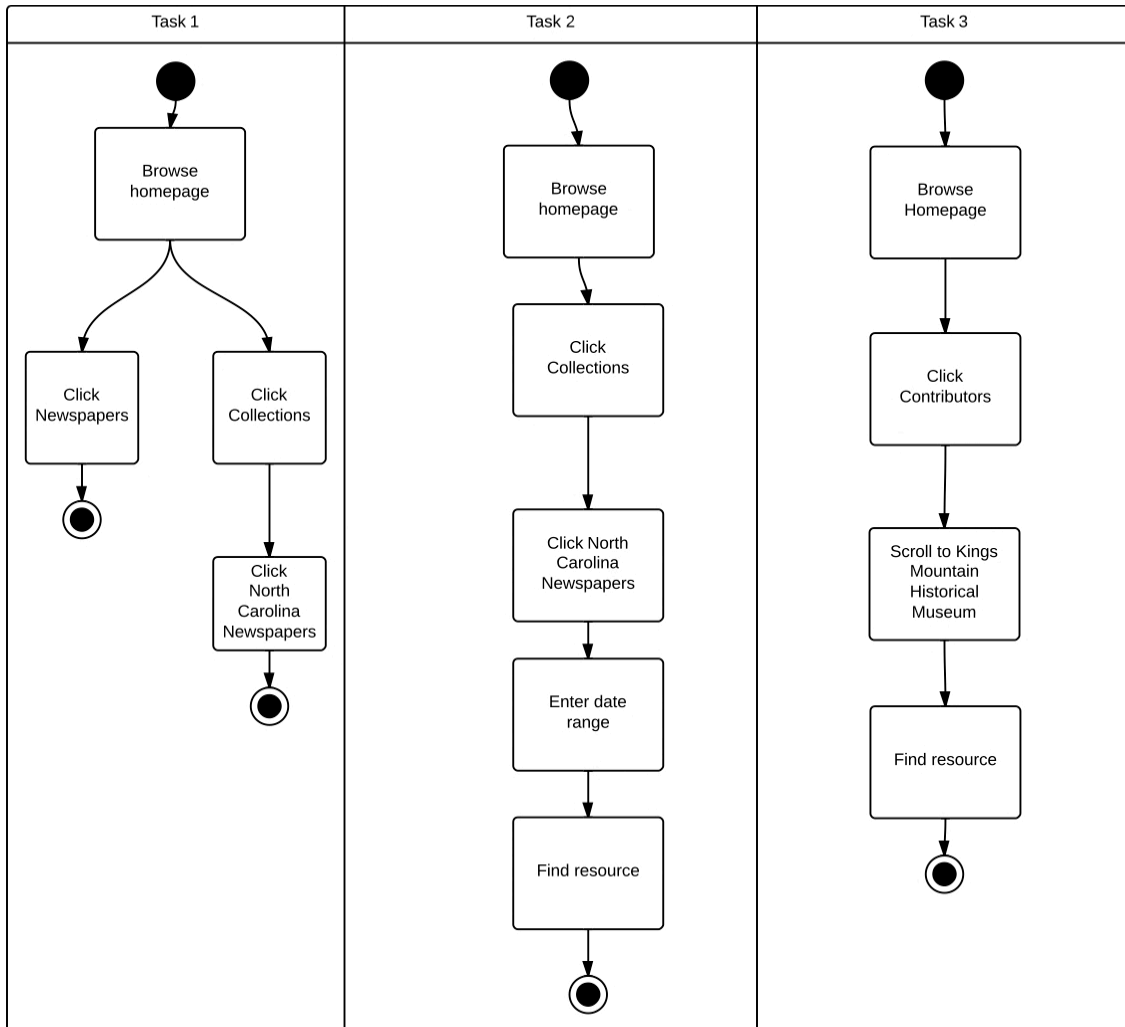 Task 1
Task 2
Task 3
Browse
homepage
Click
Newspapers
Click
Collections
Click
North
Carolina
Newspapers
Browse
homepage
Click
Collections
Click North
Carolina
Newspapers
Enter date
range
Find resource
Browse
Homepage
Click
Contributors
Scroll to Kings
Mountain
Historical
Museum
Find resource